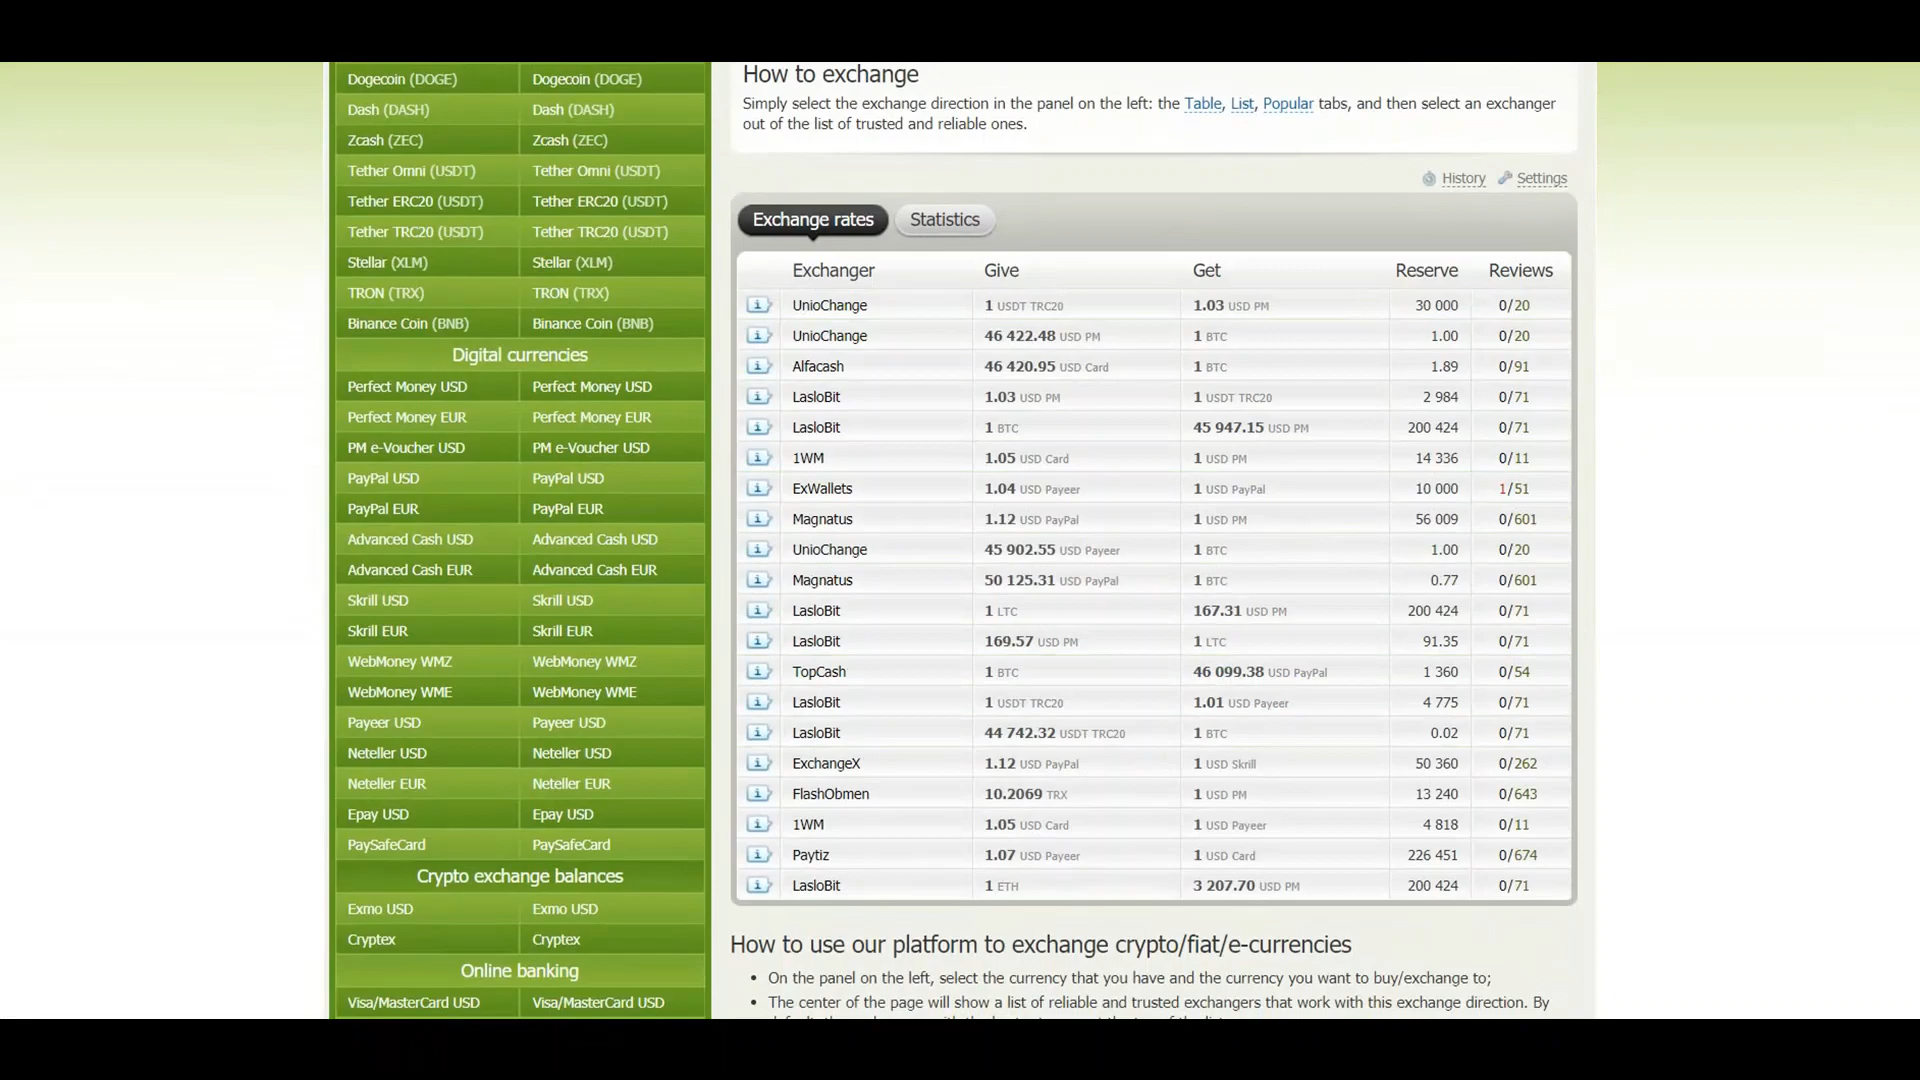 Dogecoin (DOGE) Dogecoin (DOGE)
Dash (DASH) Dash (DASH)
Zcash (ZEC) Zcash (ZEC)
Tether Omni (USDT) Tether Omni (USDT)
Tether ERC20 (USDT) Tether ERC20 (USDT)
Tether TRC20 (USDT) Tether TRC20 (USDT)
Stellar (XLM) Stellar (XLM)
TRON (TRX) TRON (TRX)
Binance Coin (BNB) Binance Coin (BNB)
Digital currencies
Perfect Money USD Perfect Money USD
Perfect Money EUR Perfect Money EUR
PM e-Voucher USD PM e-Voucher USD
PayPal USD PayPal USD
PayPal EUR PayPal EUR
Advanced Cash USD Advanced Cash USD
Advanced Cash EUR Advanced Cash EUR
Skrill USD Skrill USD
Skrill EUR Skrill EUR
WebMoney WMZ WebMoney WMZ
WebMoney WME WebMoney WME
Payeer USD Payeer USD
Neteller USD Neteller USD
Neteller EUR Neteller EUR
Epay USD Epay USD
PaySafeCard PaySafeCard
Crypto exchange balances
Exmo USD Exmo USD
Cryptex Cryptex
Online banking
Visa/MasterCard USD Visa/MasterCard USD
How to exchange
Simply select the exchange direction in the panel on the left: the Table, List, Popular tabs, and then select an exchanger
out of the list of trusted and reliable ones.
History Settings
Exchange rates Statistics
Exchanger Give Get Reserve Reviews
UnioChange 1 USDT TRC20 1.03 USD PM 30 000 0/20
UnioChange 46 422.48 USD PM 1 BTC 1.00 0/20
Alfacash 46 420.95 USD Card 1 BTC 1.89 0/91
LasloBit 1.03 USD PM 1 USDT TRC20 2 984 0/71
LasloBit 1 BTC 45 947.15 USD PM 200 424 0/71
1WM 1.05 USD Card 1 USD PM 14 336 0/11
ExWallets 1.04 USD Payeer 1 USD PayPal 10 000 1/51
Magnatus 1.12 USD PayPal 1 USD PM 56 009 0/601
UnioChange 45 902.55 USD Payeer 1 BTC 1.00 0/20
Magnatus 50 125.31 USD PayPal 1 BTC 0.77 0/601
LasloBit 1 LTC 167.31 USD PM 200 424 0/71
LasloBit 169.57 USD PM 1 LTC 91.35 0/71
TopCash 1 BTC 46 099.38 USD PayPal 1 360 0/54
LasloBit 1 USDT TRC20 1.01 USD Payeer 4 775 0/71
LasloBit 44 742.32 USDT TRC20 1 BTC 0.02 0/71
ExchangeX 1.12 USD PayPal 1 USD Skrill 50 360 0/262
FlashObmen 10.2069 TRX 1 USD PM 13 240 0/643
1WM 1.05 USD Card 1 USD Payeer 4 818 0/11
Paytiz 1.07 USD Payeer 1 USD Card 226 451 0/674
LasloBit 1 ETH 3 207.70 USD PM 200 424 0/71
How to use our platform to exchange crypto/fiat/e-currencies
• On the panel on the left, select the currency that you have and the currency you want to buy/exchange to;
• The center of the page will show a list of reliable and trusted exchangers that work with this exchange direction. By